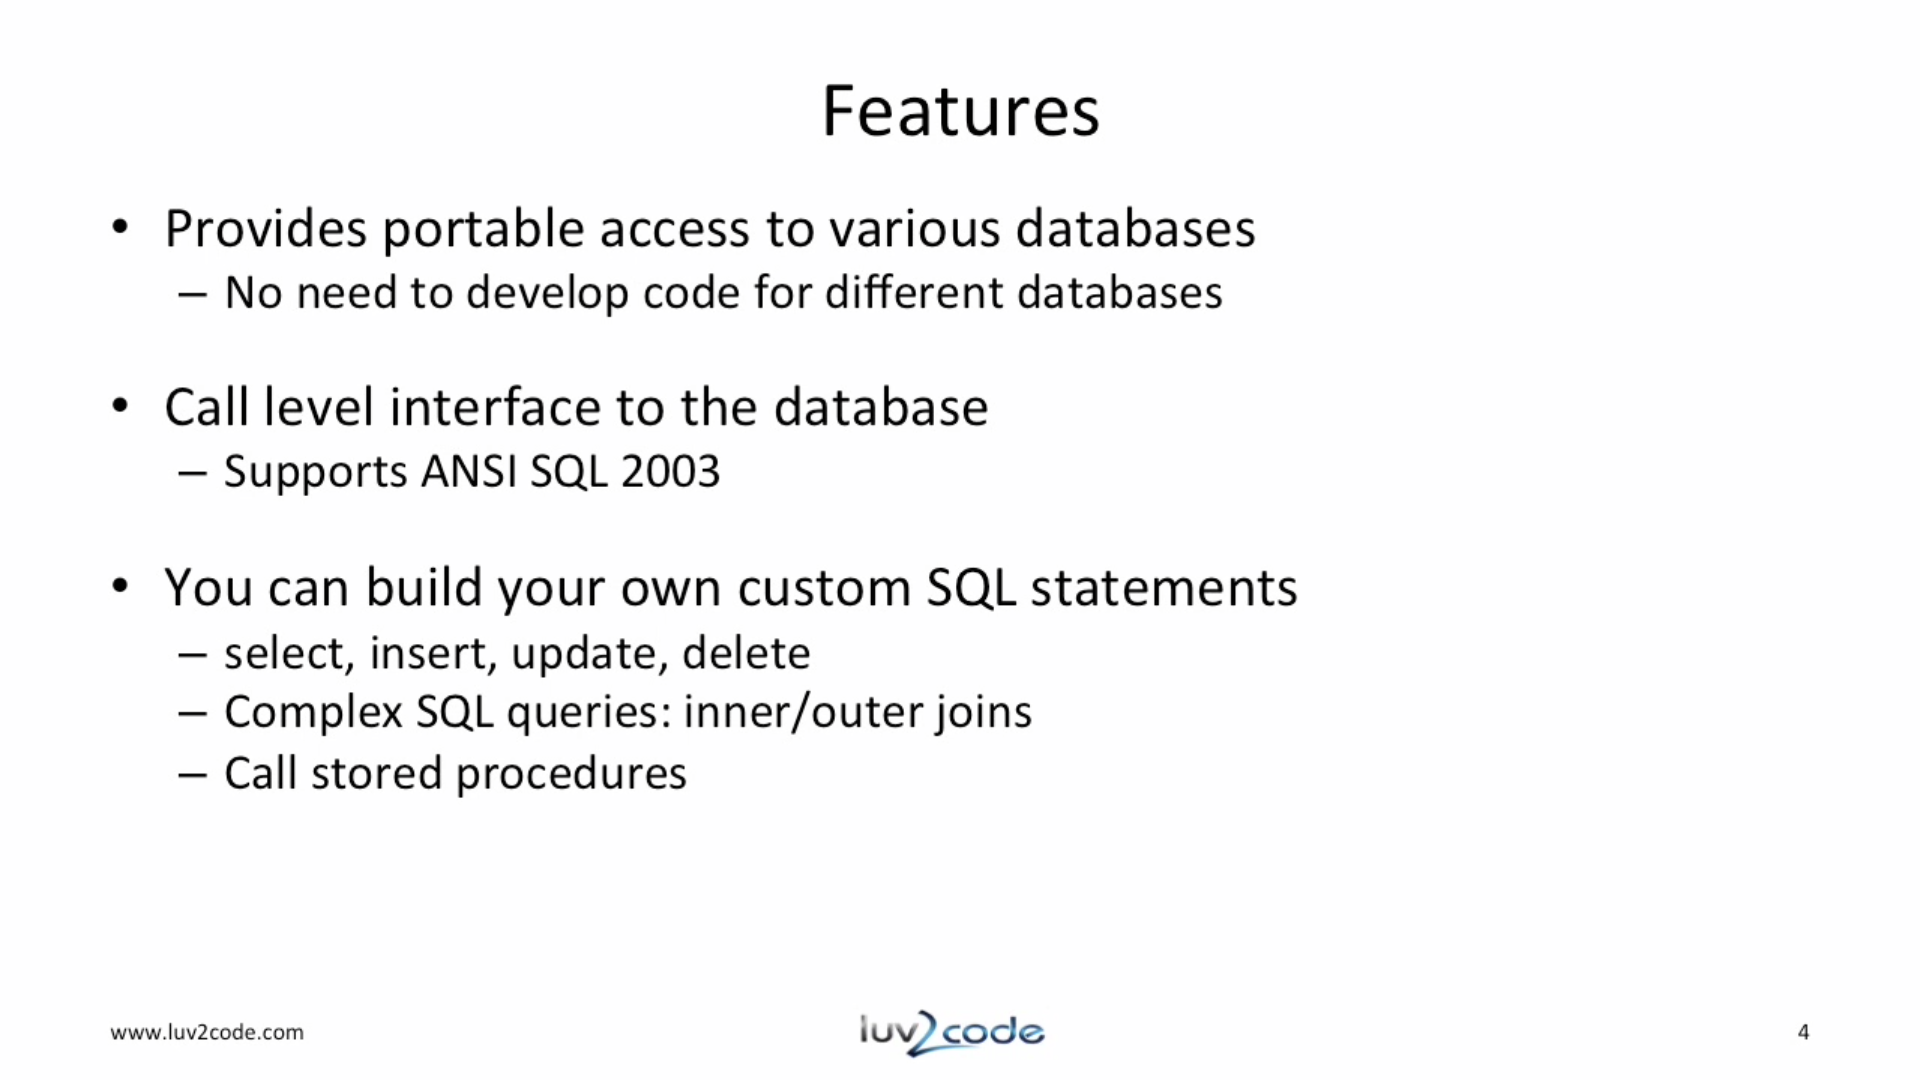 Features
• Provides portable access to various databases
– No need to develop code for different databases
• Call level interface to the database
– Supports ANSI SQL 2003
• You can build your own custom SQL statements
– select, insert, update, delete
– Complex SQL queries: inner/outer joins
– Call stored procedures
www.luv2code.com
luv2code
4